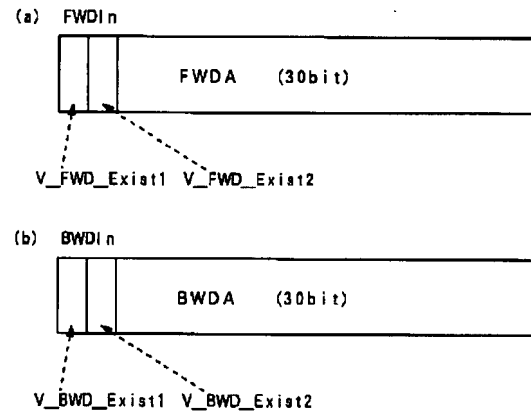 (a) FWDIn
FWDA (30bit)
V_FWD_Exist1 V_FWD_Exist2
(b) BWDIn
BWDA (30bit)
V_BWD_Exist1 V_BWD_Exist2